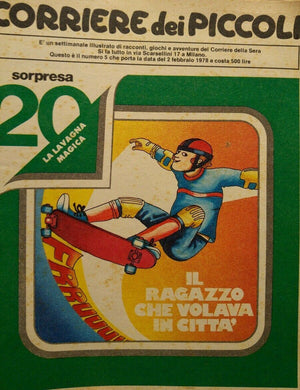 CORRIERE dei PICCOLI
E' un settimanale illustrato di racconti, giochi e avventure del Corriere della Sera
Si fa tutto in via Scarsellini 17 a Milano.
Questo è il numero 5 che porta la data del 2 febbraio 1978 e costa 500 lire
sorpresa
20
LA LAVAGNA
MAGICA
FRRUUU
IL
RAGAZZO
CHE VOLAVA
IN CITTA'